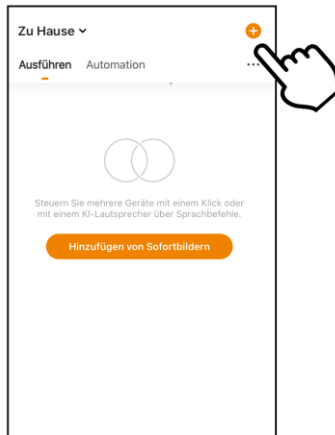 Zu Hause
Ausführen Automation ...
Steuern Sie mehrere Geräte mit einem Klick oder
mit einem KI-Lautsprecher über Sprachbefehle.
Hinzufügen von Sofortbildern